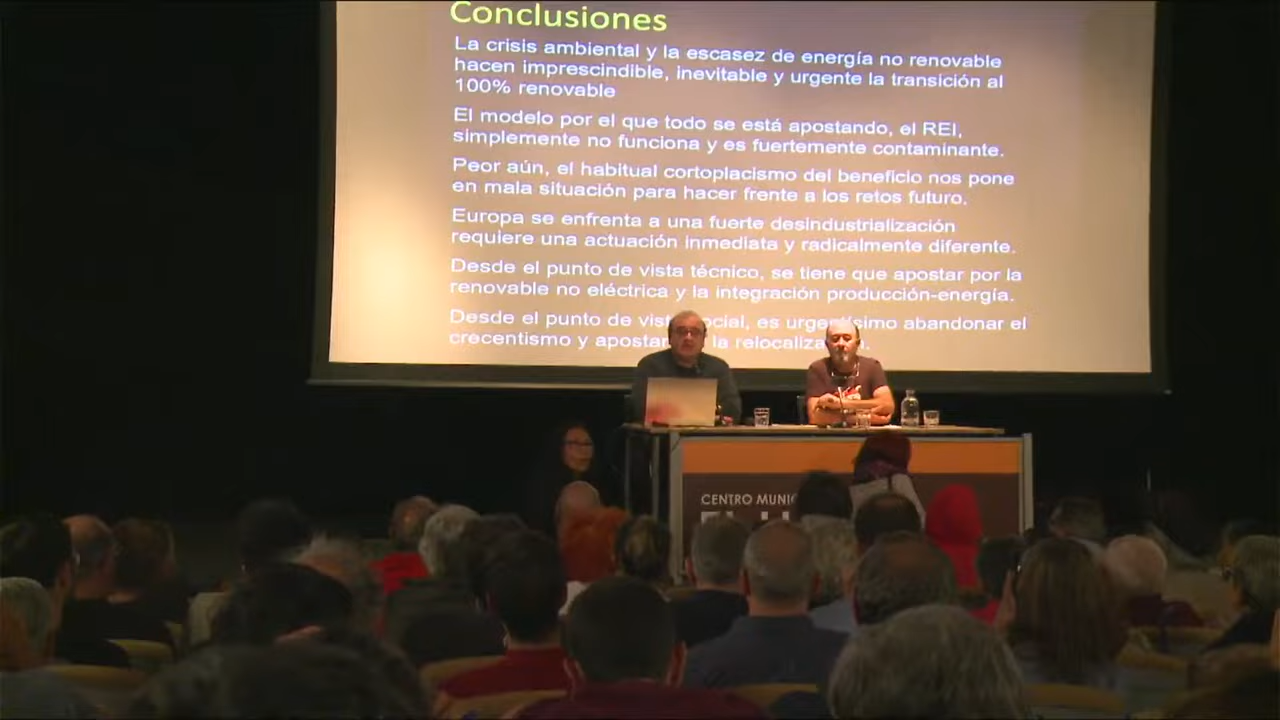 Conclusiones
La crisis ambiental y la escasez de energía no renovable
hacen imprescindible, inevitable y urgente la transición al
100% renovable
El modelo por el que todo se está apostando, el REI,
simplemente no funciona y es fuertemente contaminante.
Peor aún, el habitual cortoplacismo del beneficio nos pone
en mala situación para hacer frente a los retos futuro.
Europa se enfrenta a una fuerte desindustrialización
requiere una actuación inmediata y radicalmente diferente.
Desde el punto de vista técnico, se tiene que apostar por la
renovable no eléctrica y la integración producción-energía.
Desde el punto de vist ocial, es urgentísimo abandonar el
crecentismo y apostar la relocaliza
CENTRO MUNIC